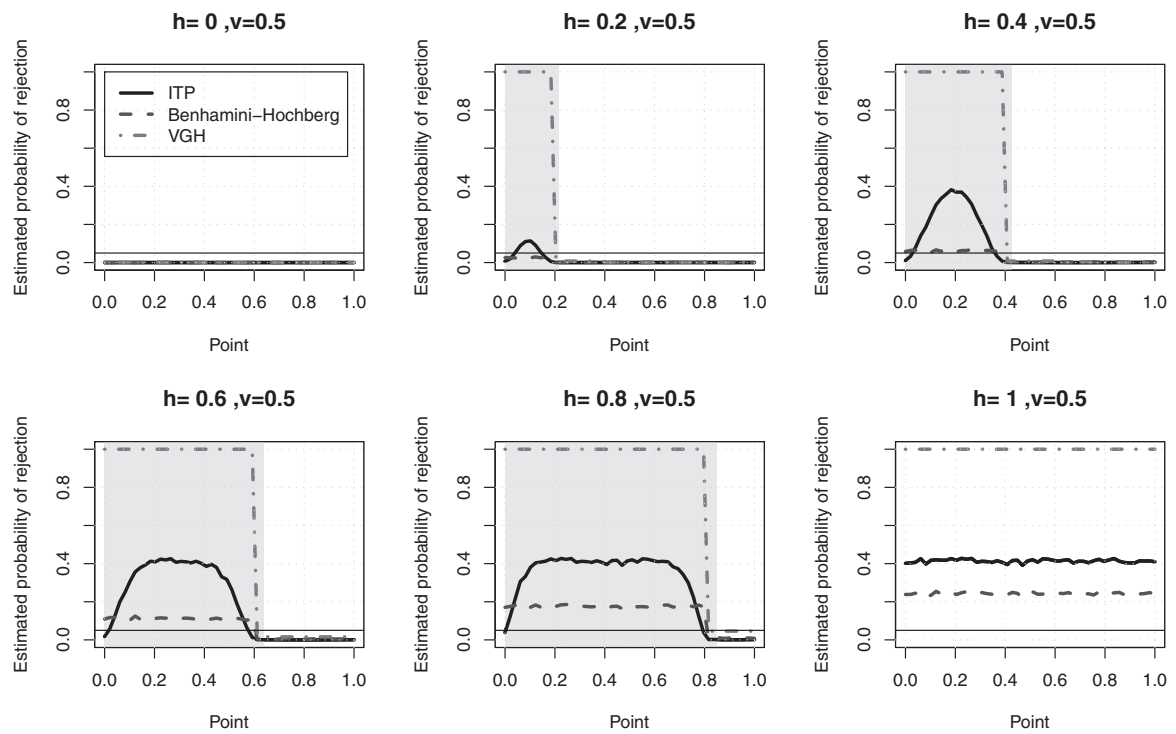 h= 0 ,v=0.5
Estimated probability of rejection
0.0 0.4 0.8
ITP
Benhamini−Hochberg
VGH
0.0 0.2 0.4 0.6 0.8 1.0
Point
h= 0.2 ,v=0.5
Estimated probability of rejection
0.0 0.4 0.8
0.0 0.2 0.4 0.6 0.8 1.0
Point
h= 0.4 ,v=0.5
Estimated probability of rejection
0.0 0.4 0.8
0.0 0.2 0.4 0.6 0.8 1.0
Point
h= 0.6 ,v=0.5
Estimated probability of rejection
0.0 0.4 0.8
0.0 0.2 0.4 0.6 0.8 1.0
Point
h= 0.8 ,v=0.5
Estimated probability of rejection
0.0 0.4 0.8
0.0 0.2 0.4 0.6 0.8 1.0
Point
h= 1 ,v=0.5
Estimated probability of rejection
0.0 0.4 0.8
0.0 0.2 0.4 0.6 0.8 1.0
Point